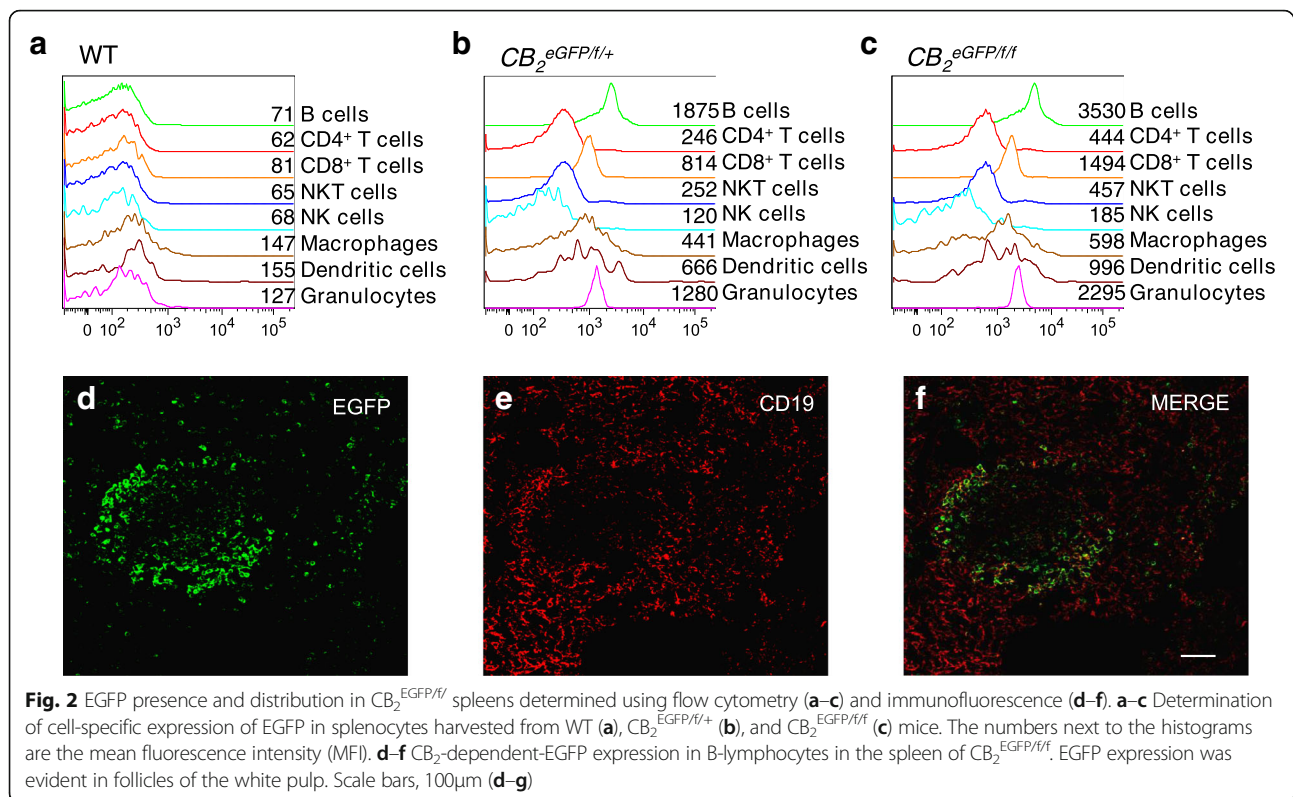 a WT
b CB₂ᵉᴳᶠᴾ/ᶠ/⁺
c CB₂ᵉᴳᶠᴾ/ᶠ/ᶠ
71 B cells
62 CD4⁺ T cells
81 CD8⁺ T cells
65 NKT cells
68 NK cells
147 Macrophages
155 Dendritic cells
127 Granulocytes
0 10² 10³ 10⁴ 10⁵
1875 B cells
246 CD4⁺ T cells
814 CD8⁺ T cells
252 NKT cells
120 NK cells
441 Macrophages
666 Dendritic cells
1280 Granulocytes
0 10² 10³ 10⁴ 10⁵
3530 B cells
444 CD4⁺ T cells
1494 CD8⁺ T cells
457 NKT cells
185 NK cells
598 Macrophages
996 Dendritic cells
2295 Granulocytes
0 10² 10³ 10⁴ 10⁵
d EGFP
e CD19
f MERGE
Fig. 2 EGFP presence and distribution in CB₂ᴱᴳᶠᴾ/ᶠ/ spleens determined using flow cytometry (a–c) and immunofluorescence (d–f). a–c Determination
of cell-specific expression of EGFP in splenocytes harvested from WT (a), CB₂ᴱᴳᶠᴾ/ᶠ/⁺ (b), and CB₂ᴱᴳᶠᴾ/ᶠ/ᶠ (c) mice. The numbers next to the histograms
are the mean fluorescence intensity (MFI). d–f CB₂-dependent-EGFP expression in B-lymphocytes in the spleen of CB₂ᴱᴳᶠᴾ/ᶠ/ᶠ. EGFP expression was
evident in follicles of the white pulp. Scale bars, 100μm (d–g)